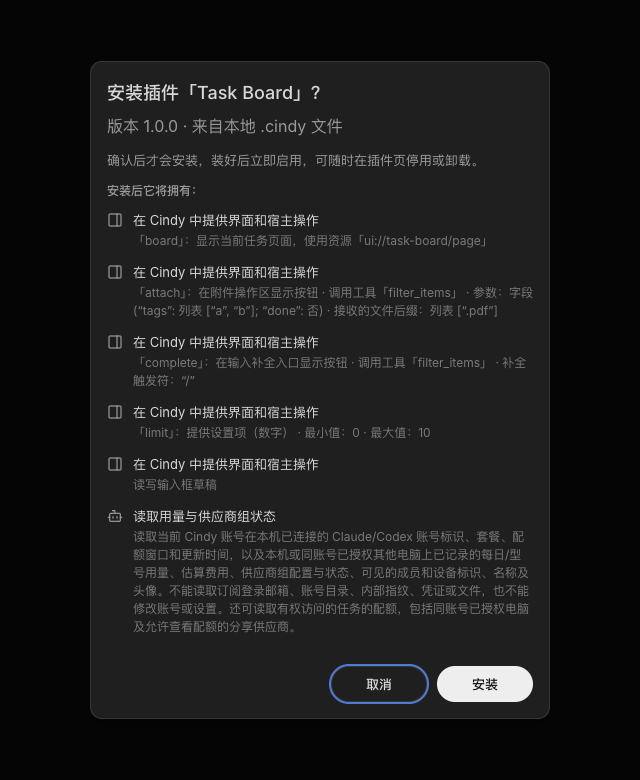 安装插件「Task Board」?
版本 1.0.0 · 来自本地 .cindy 文件
确认后才会安装，装好后立即启用，可随时在插件页停用或卸载。
安装后它将拥有：
在 Cindy 中提供界面和宿主操作
「board」：显示当前任务页面，使用资源「ui://task-board/page」
在 Cindy 中提供界面和宿主操作
「attach」：在附件操作区显示按钮 · 调用工具「filter_items」 · 参数：字段
(“tags”: 列表 [“a”, “b”]; “done”: 否) · 接收的文件后缀：列表 [“.pdf”]
在 Cindy 中提供界面和宿主操作
「complete」：在输入补全入口显示按钮 · 调用工具「filter_items」 · 补全
触发符：“/”
在 Cindy 中提供界面和宿主操作
「limit」：提供设置项（数字） · 最小值：0 · 最大值：10
在 Cindy 中提供界面和宿主操作
读写输入框草稿
读取用量与供应商组状态
读取当前 Cindy 账号在本机已连接的 Claude/Codex 账号标识、套餐、配
额窗口和更新时间，以及本机或同账号已授权其他电脑上已记录的每日/型
号用量、估算费用、供应商组配置与状态、可见的成员和设备标识、名称及
头像。不能读取订阅登录邮箱、账号目录、内部指纹、凭证或文件，也不能
修改账号或设置。还可读取有权访问的任务的配额，包括同账号已授权电脑
及允许查看配额的分享供应商。
取消
安装